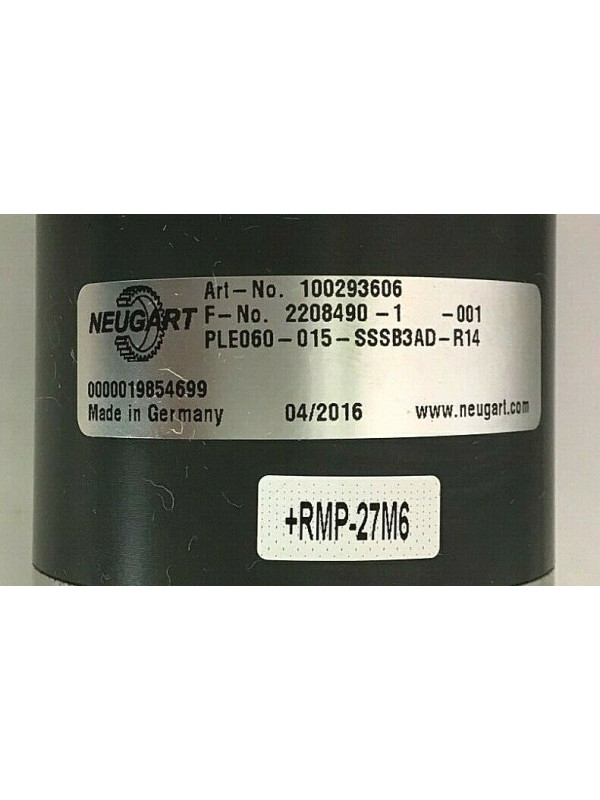 NEUGART
Art-No. 100293606
F-No. 2208490-1 -001
PLE060-015-SSSB3AD-R14
0000019854699
Made in Germany 04/2016 www.neugart.com
+RMP-27M6